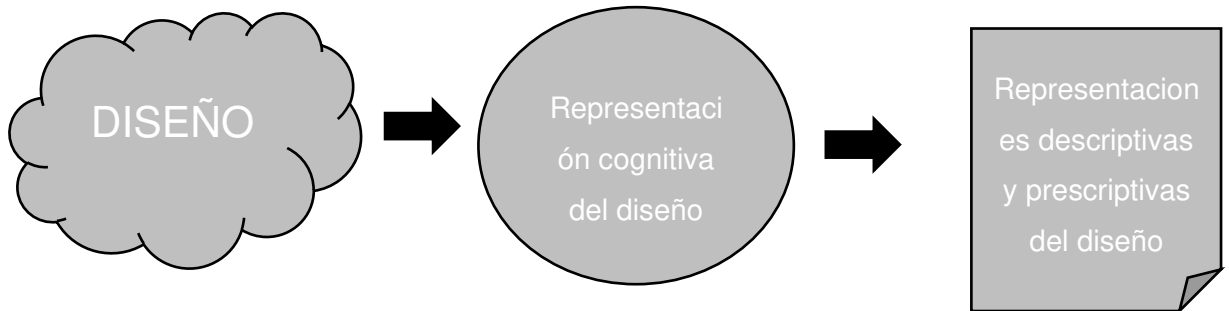 DISEÑO
Representaci
ón cognitiva
del diseño
Representacion
es descriptivas
y prescriptivas
del diseño